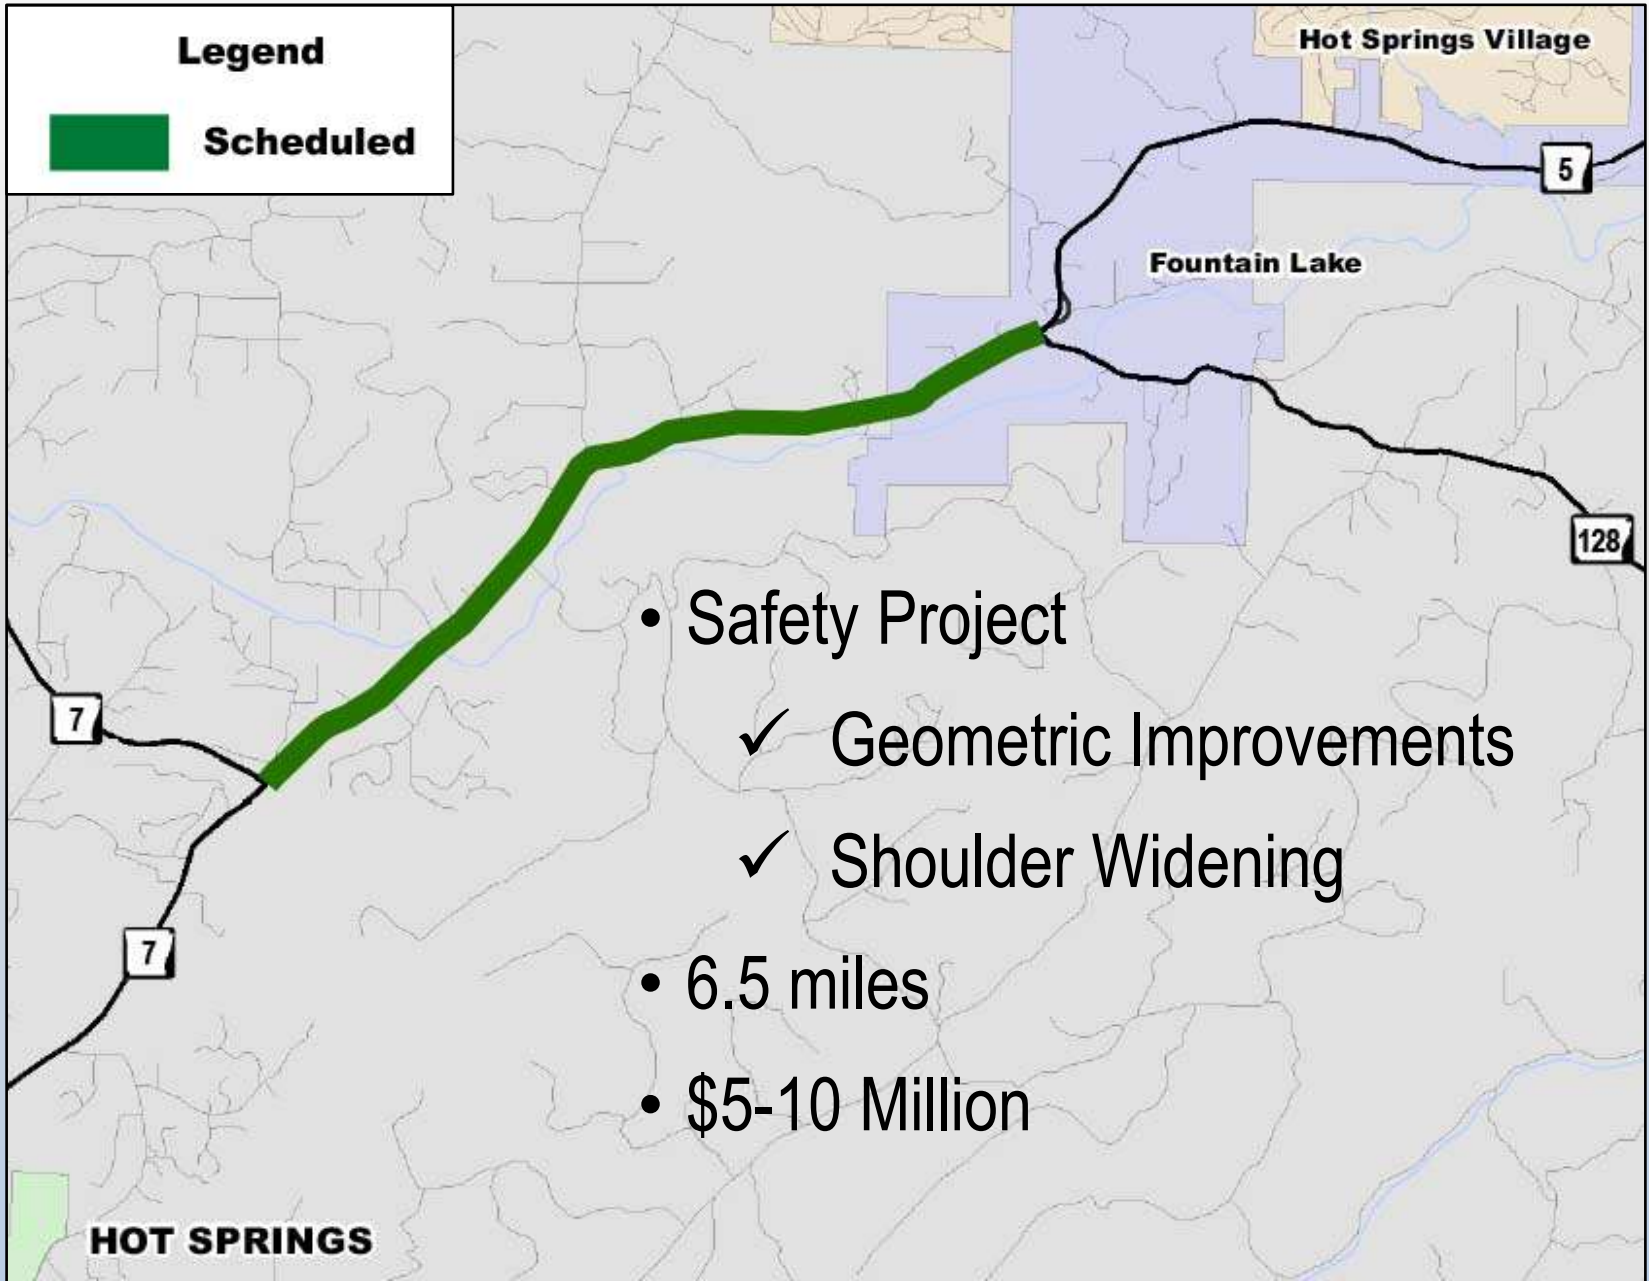 Legend
Scheduled
Hot Springs Village
5
Fountain Lake
128
• Safety Project
7
✓ Geometric Improvements
✓ Shoulder Widening
7
• 6.5 miles
• $5-10 Million
HOT SPRINGS